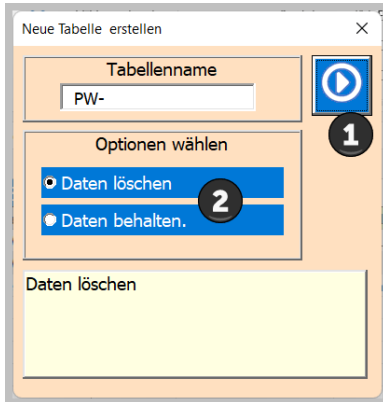 Neue Tabelle erstellen
Tabellenname
PW-
1
Optionen wählen
Daten löschen
2
Daten behalten.
Daten löschen